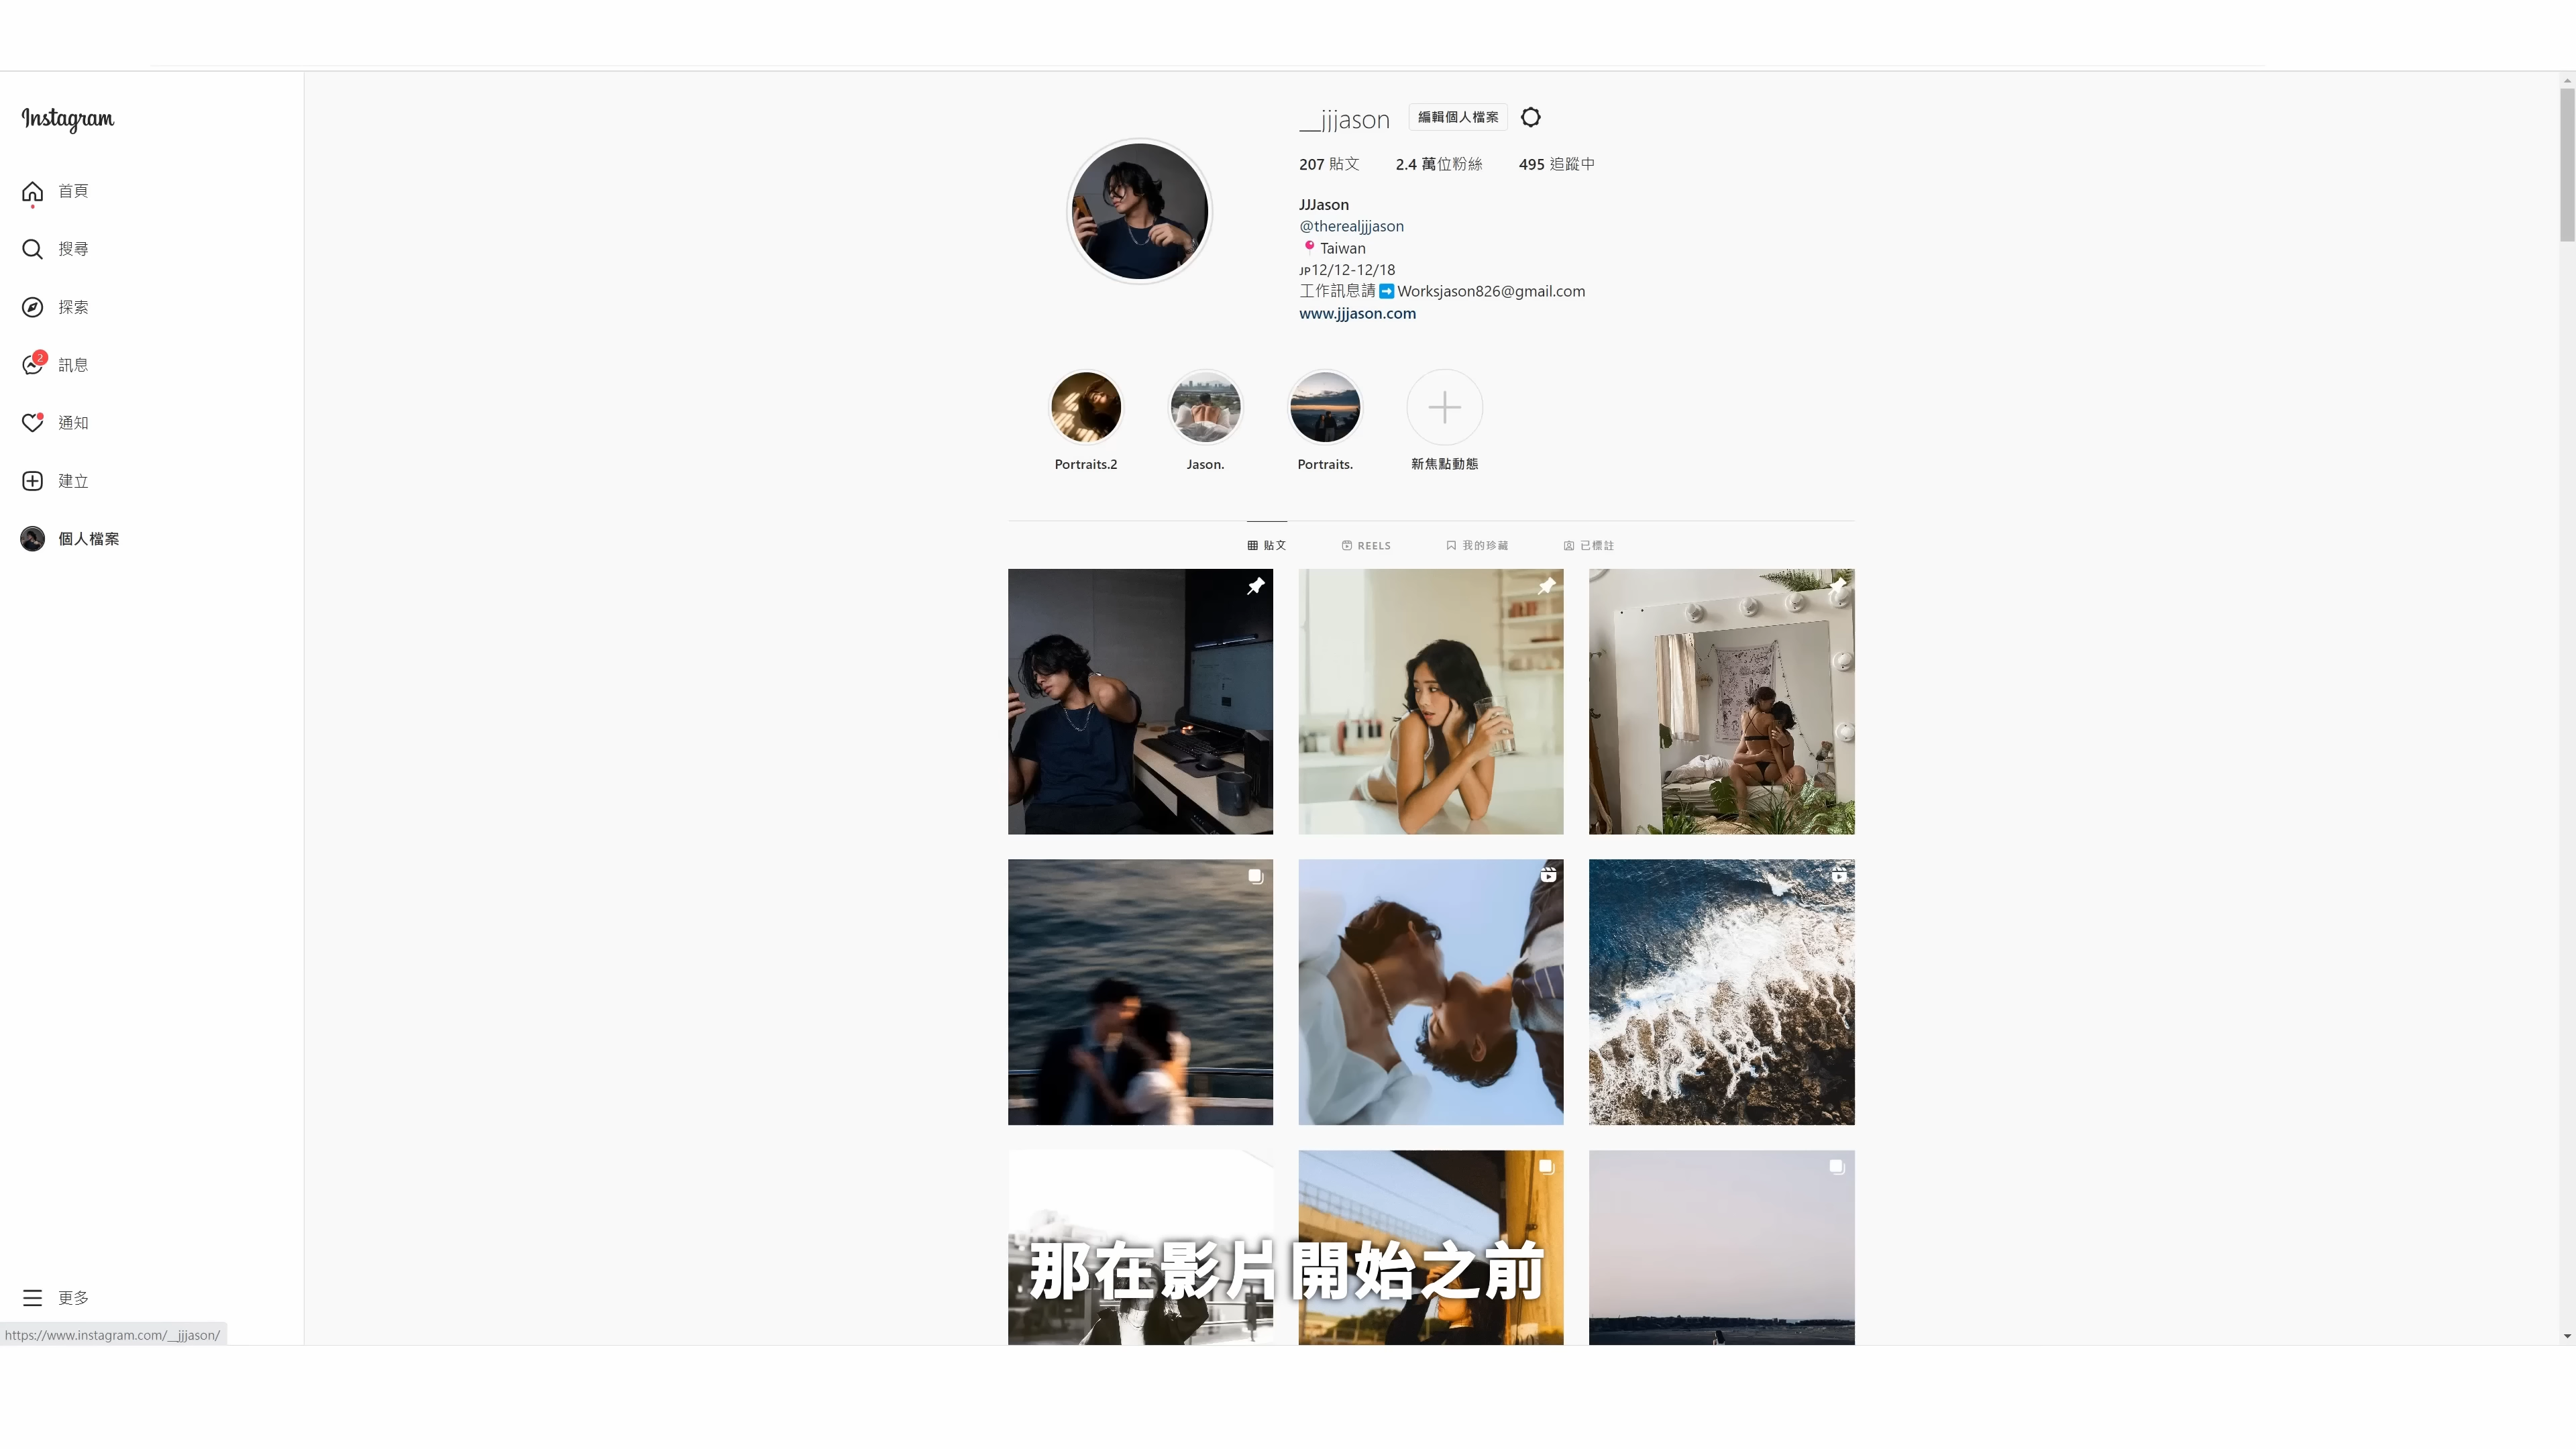 Instagram
首頁
搜尋
探索
2
訊息
通知
建立
個人檔案
更多
https://www.instagram.com/__jjjason/
__jjjason 編輯個人檔案
207 貼文 2.4 萬位粉絲 495 追蹤中
JJJason
@therealjjjason
📍Taiwan
JP12/12-12/18
工作訊息請➡️Worksjason826@gmail.com
www.jjjason.com
Portraits.2 Jason. Portraits. 新焦點動態
貼文 REELS 我的珍藏 已標註
那在影片開始之前